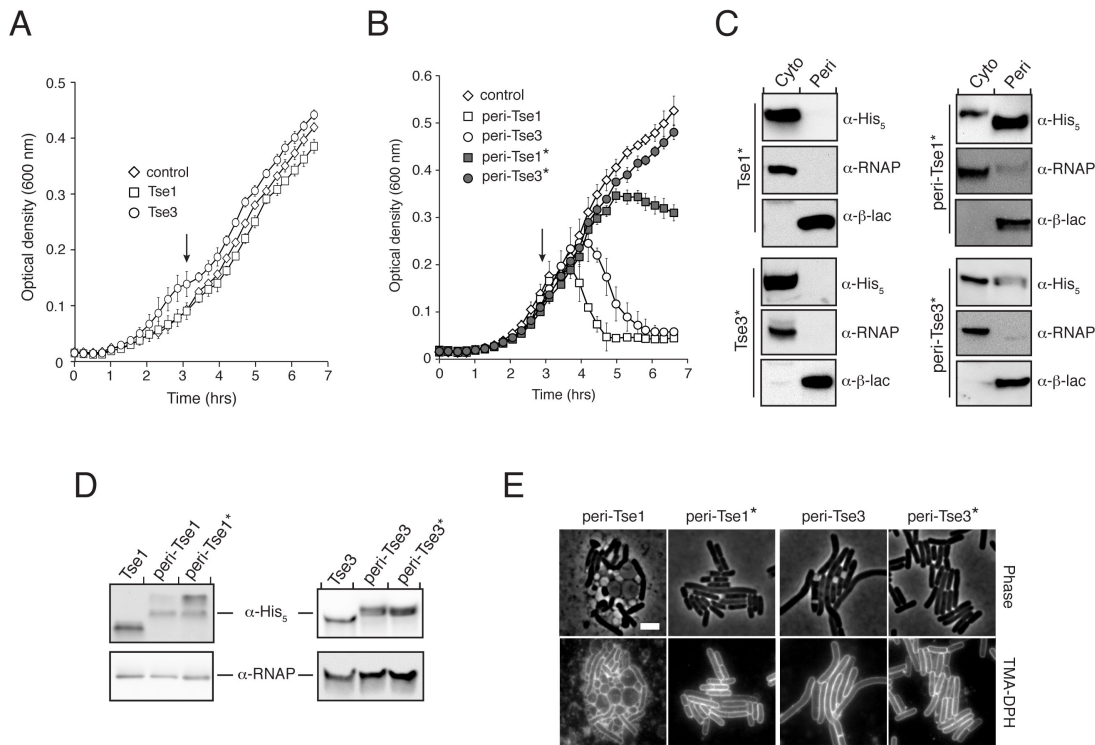 A
Optical density (600 nm)
0.5
0.4
0.3
0.2
0.1
0
0 1 2 3 4 5 6 7
Time (hrs)
control
Tse1
Tse3
B
Optical density (600 nm)
0.6
0.5
0.4
0.3
0.2
0.1
0
0 1 2 3 4 5 6 7
Time (hrs)
control
peri-Tse1
peri-Tse3
peri-Tse1*
peri-Tse3*
C
Cyto Peri
Tse1*
α-His5
α-RNAP
α-β-lac
Tse3*
α-His5
α-RNAP
α-β-lac
Cyto Peri
peri-Tse1*
α-His5
α-RNAP
α-β-lac
peri-Tse3*
α-His5
α-RNAP
α-β-lac
D
Tse1 peri-Tse1 peri-Tse1*
Tse3 peri-Tse3 peri-Tse3*
α-His5
α-RNAP
E
peri-Tse1 peri-Tse1* peri-Tse3 peri-Tse3*
Phase
TMA-DPH